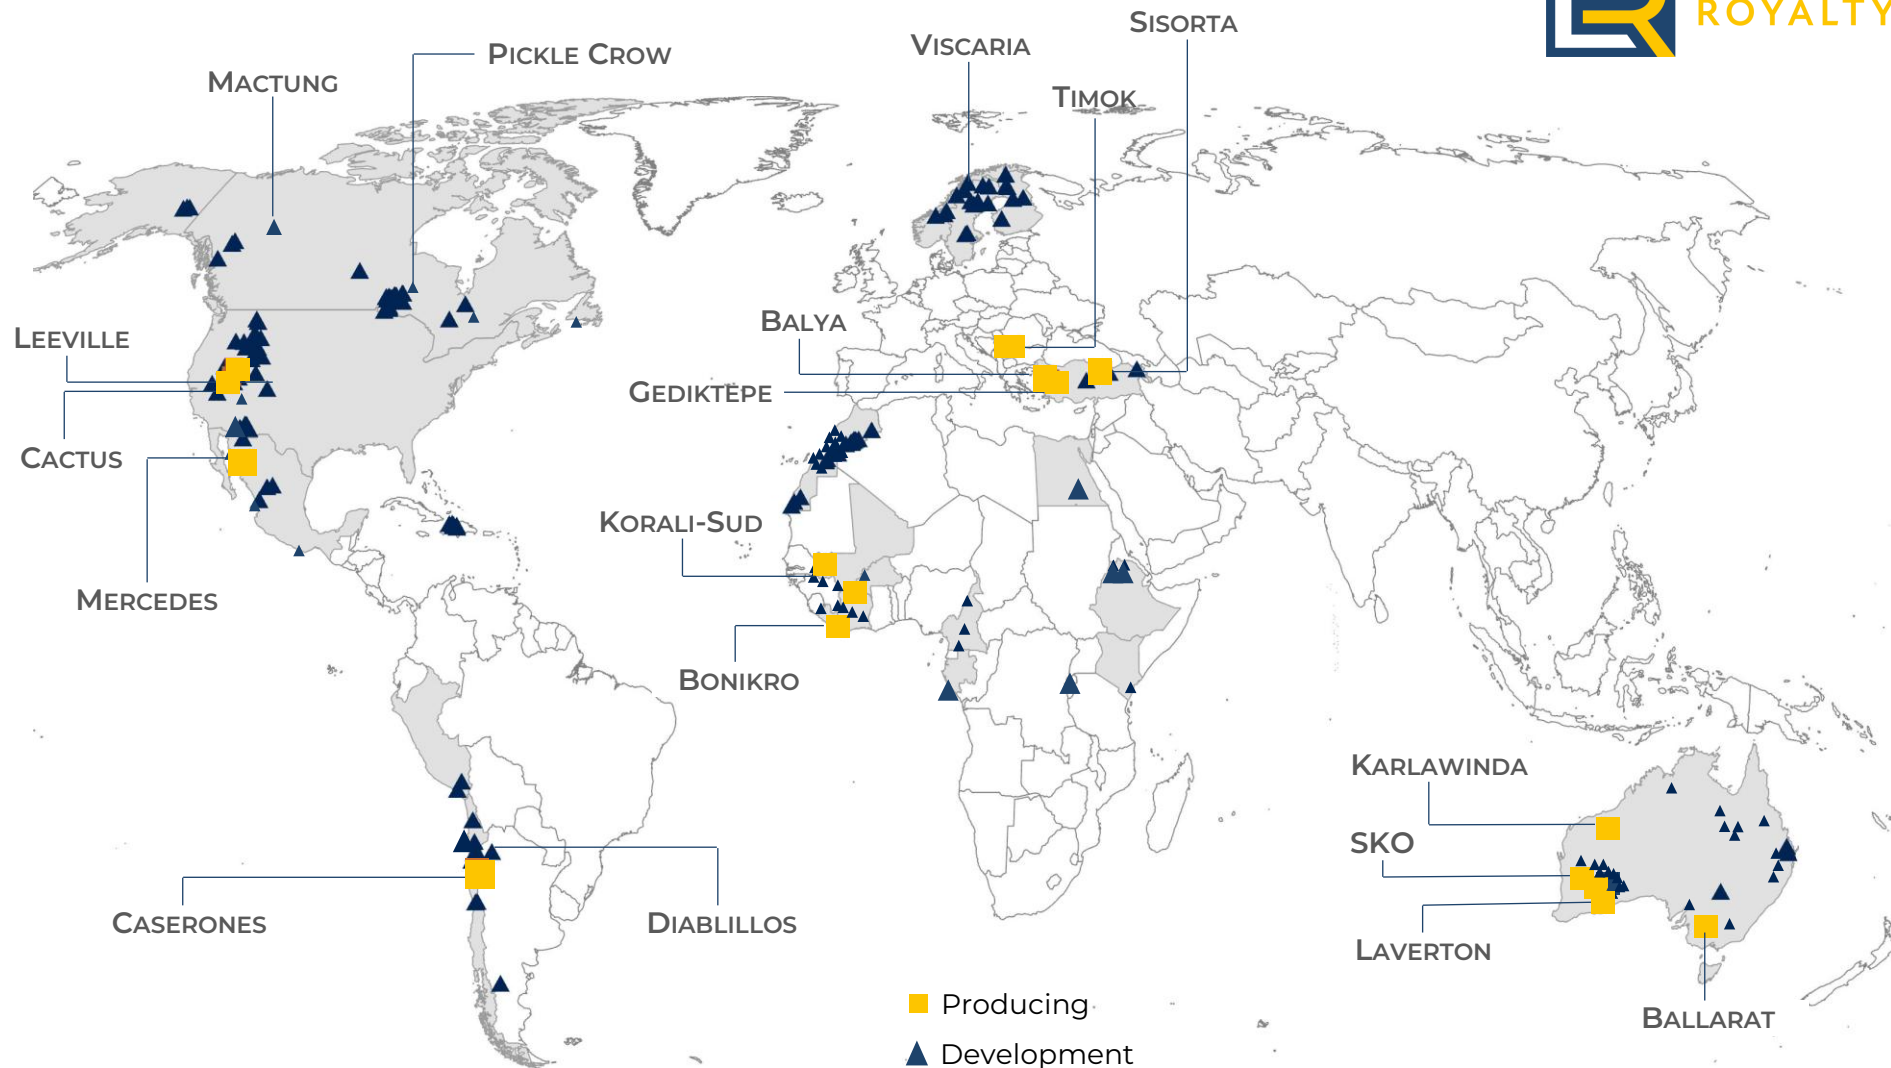 ROYALTY
SISORTA
VISCARIA
PICKLE CROW
MACTUNG
TIMOK
BALYA
LEEVILLE
GEDIKTEPE
CACTUS
KORALI-SUD
MERCEDES
BONIKRO
KARLAWINDA
SKO
CASERONES
DIABLILLOS
LAVERTON
Producing
BALLARAT
Development